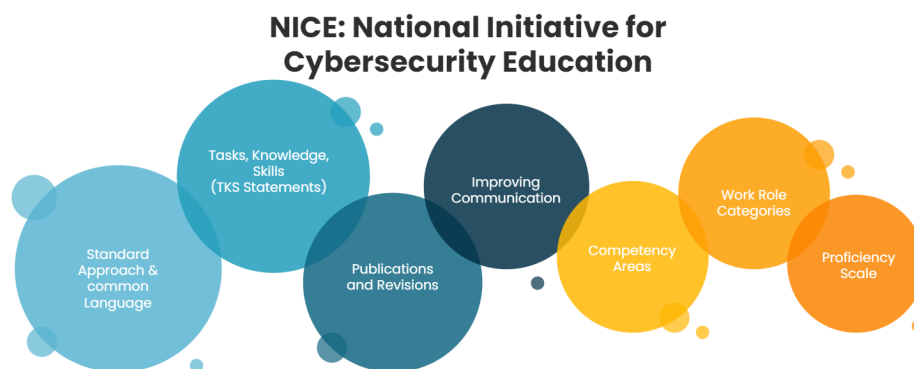 NICE: National Initiative for
Cybersecurity Education
Standard
Approach &
common
Language
Tasks, Knowledge,
Skills
(TKS Statements)
Publications
and Revisions
Improving
Communication
Competency
Areas
Work Role
Categories
Proficiency
Scale